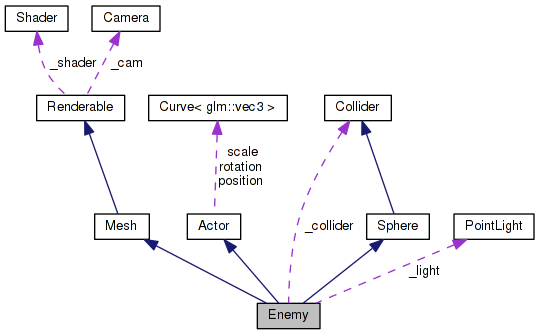 Shader
Camera
_shader
_cam
Renderable
Curve< glm::vec3 >
Collider
scale
rotation
position
_collider
Mesh
Actor
Sphere
PointLight
_light
Enemy